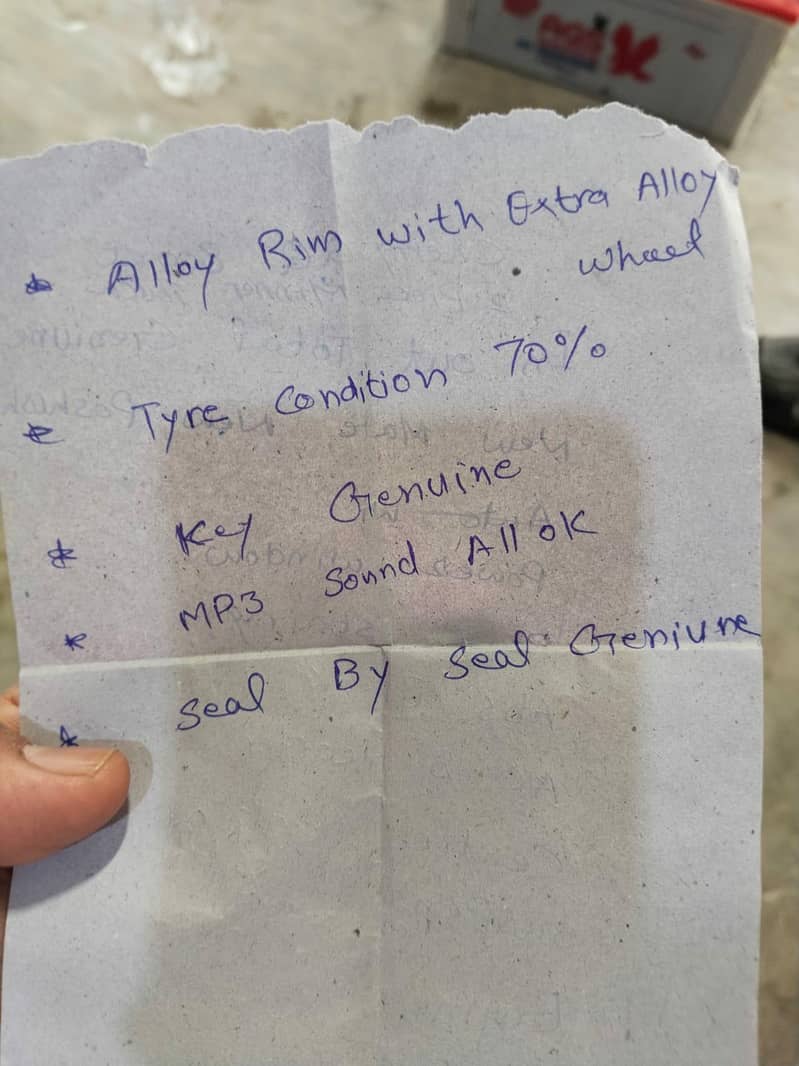 AGS
* Alloy Rim with Extra Alloy
wheel
* Tyre Condition 70%
* Key Genuine
* MP3 Sound All ok
* Seal By Seal Geniune